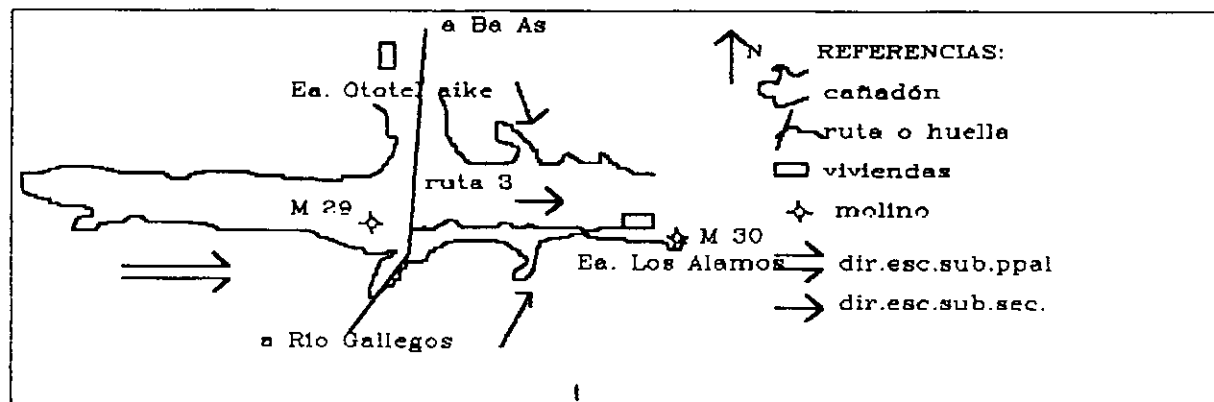 a Ba As
Ea. Ototel aike
ruta 3
M 29
M 30
Ea. Los Alamos
a Rio Gallegos
N
REFERENCIAS:
cañadón
ruta o huella
viviendas
molino
dir.esc.sub.ppal
dir.esc.sub.sec.